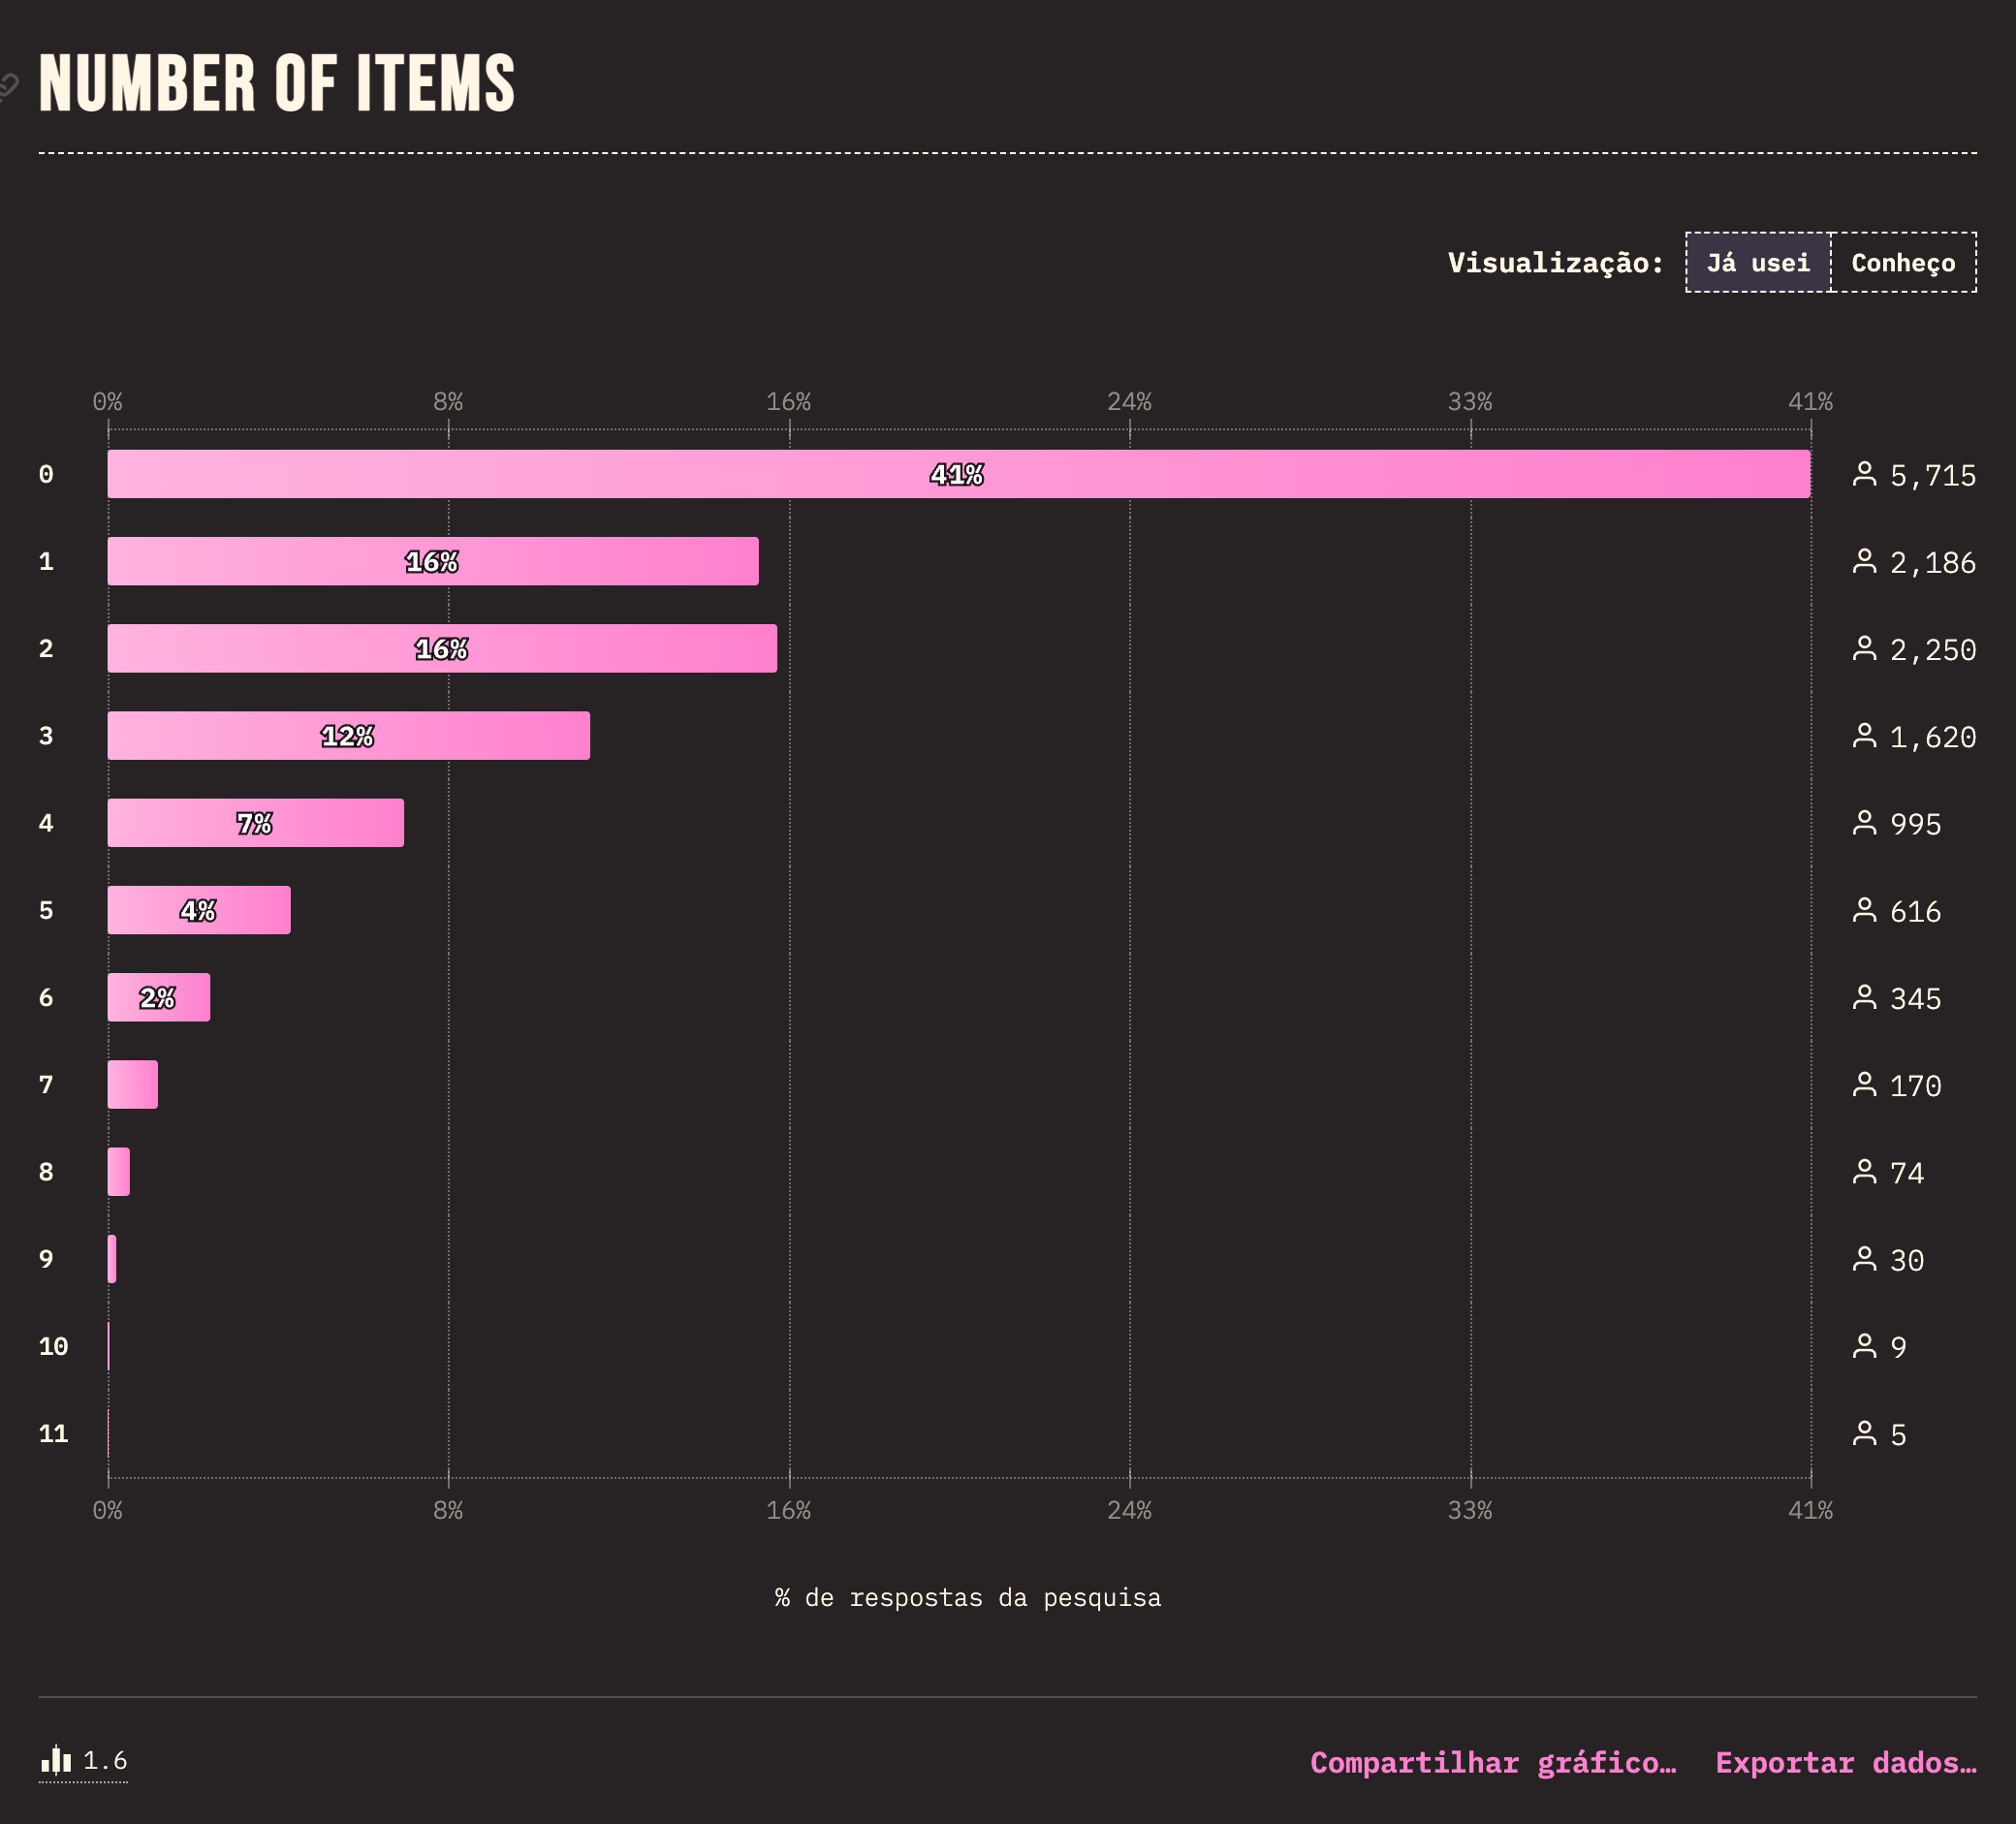 NUMBER OF ITEMS
Visualização: Já usei Conheço
0% 8% 16% 24% 33% 41%
0 41% 5,715
1 16% 2,186
2 16% 2,250
3 12% 1,620
4 7% 995
5 4% 616
6 2% 345
7 170
8 74
9 30
10 9
11 5
0% 8% 16% 24% 33% 41%
% de respostas da pesquisa
1.6 Compartilhar gráfico… Exportar dados…